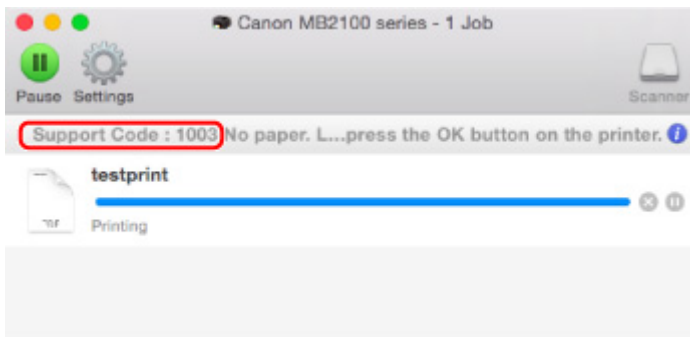 Canon MB2100 series - 1 Job
Pause Settings Scanner
Support Code : 1003 No paper. L...press the OK button on the printer.
testprint
Printing